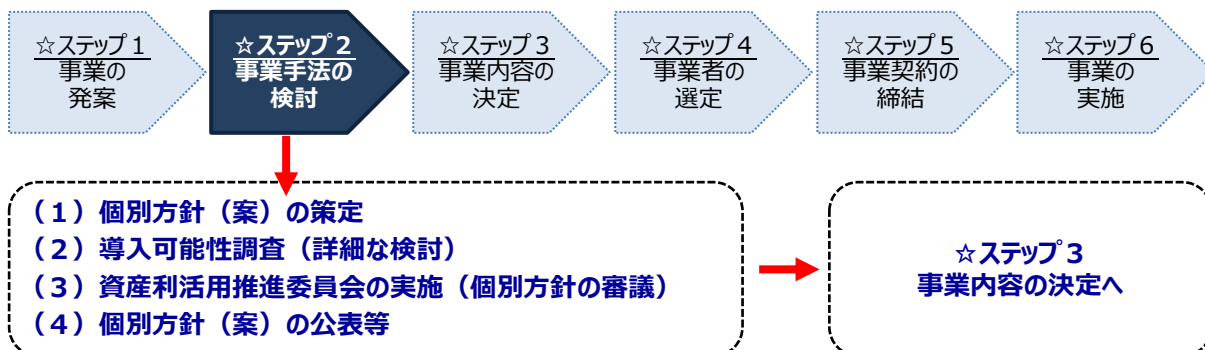 ☆ステップ１
事業の
発案
☆ステップ２
事業手法の
検討
☆ステップ３
事業内容の
決定
☆ステップ４
事業者の
選定
☆ステップ５
事業契約の
締結
☆ステップ６
事業の
実施
（１）個別方針（案）の策定
（２）導入可能性調査（詳細な検討）
（３）資産利活用推進委員会の実施（個別方針の審議）
（４）個別方針（案）の公表等
☆ステップ３
事業内容の決定へ